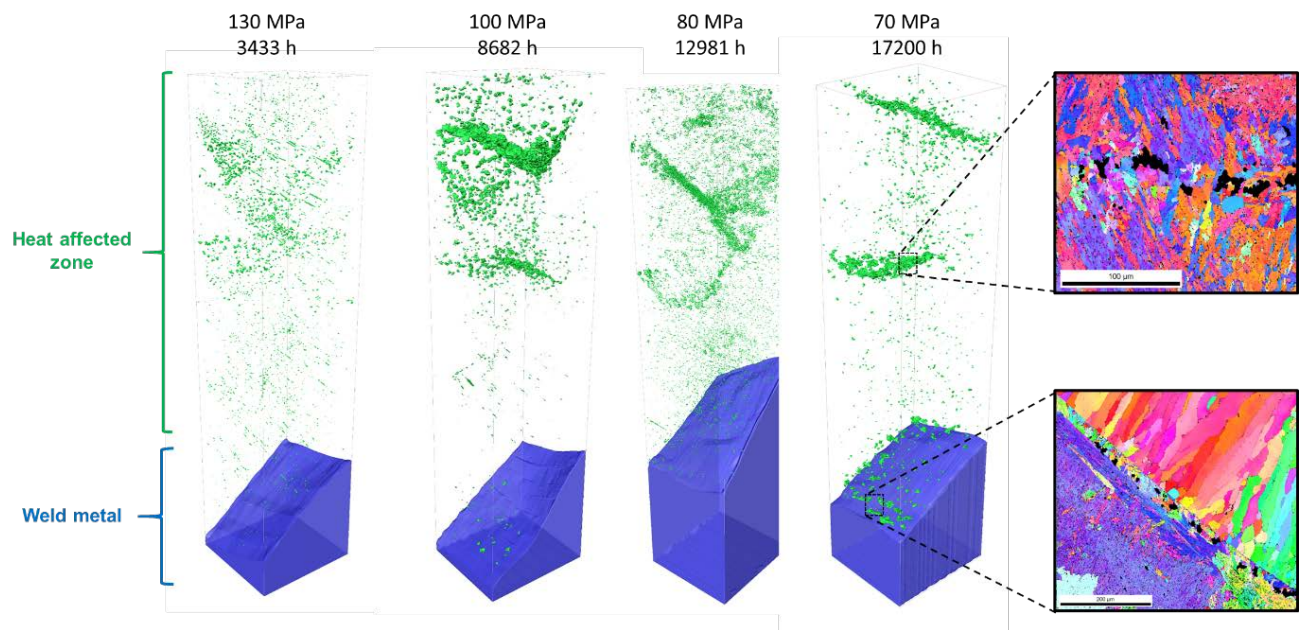 130 MPa
3433 h
100 MPa
8682 h
80 MPa
12981 h
70 MPa
17200 h
Heat affected
zone
Weld metal
100 µm
200 µm